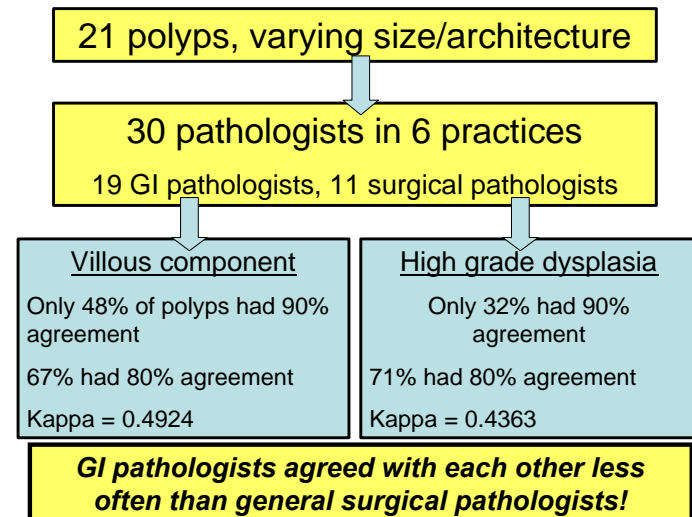 21 polyps, varying size/architecture
30 pathologists in 6 practices
19 GI pathologists, 11 surgical pathologists
Villous component
Only 48% of polyps had 90%
agreement
67% had 80% agreement
Kappa = 0.4924
High grade dysplasia
Only 32% had 90%
agreement
71% had 80% agreement
Kappa = 0.4363
GI pathologists agreed with each other less
often than general surgical pathologists!